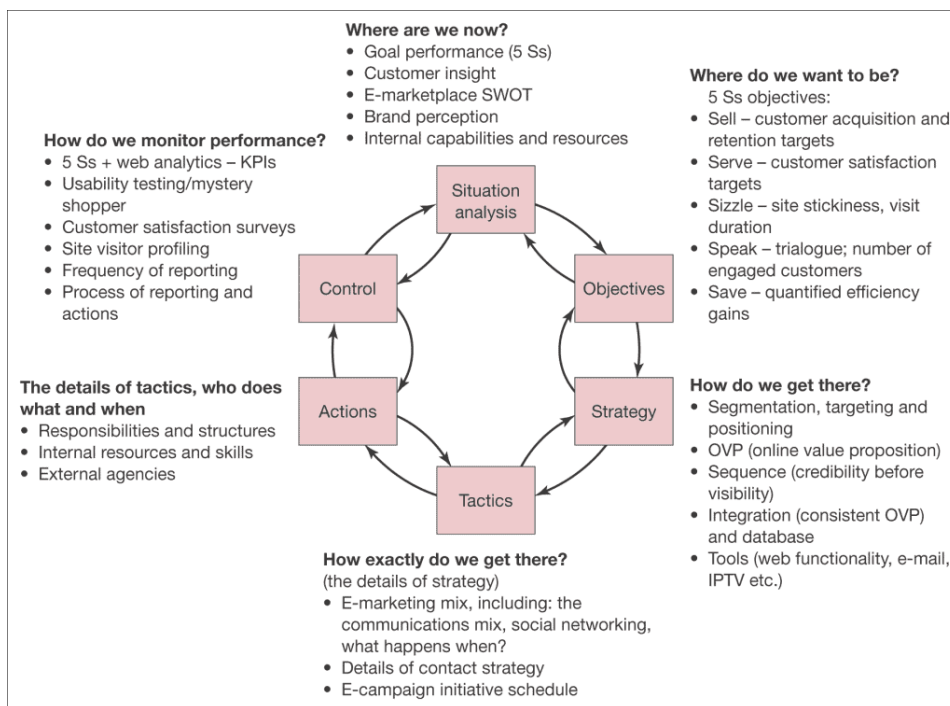 Where are we now?
• Goal performance (5 Ss)
• Customer insight
• E-marketplace SWOT
• Brand perception
• Internal capabilities and resources
Where do we want to be?
5 Ss objectives:
• Sell – customer acquisition and
retention targets
• Serve – customer satisfaction
targets
• Sizzle – site stickiness, visit
duration
• Speak – trialogue; number of
engaged customers
• Save – quantified efficiency
gains
How do we monitor performance?
• 5 Ss + web analytics – KPIs
• Usability testing/mystery
shopper
• Customer satisfaction surveys
• Site visitor profiling
• Frequency of reporting
• Process of reporting and
actions
Situation
analysis
Control
Objectives
Actions
Strategy
Tactics
The details of tactics, who does
what and when
• Responsibilities and structures
• Internal resources and skills
• External agencies
How do we get there?
• Segmentation, targeting and
positioning
• OVP (online value proposition)
• Sequence (credibility before
visibility)
• Integration (consistent OVP)
and database
• Tools (web functionality, e-mail,
IPTV etc.)
How exactly do we get there?
(the details of strategy)
• E-marketing mix, including: the
communications mix, social networking,
what happens when?
• Details of contact strategy
• E-campaign initiative schedule